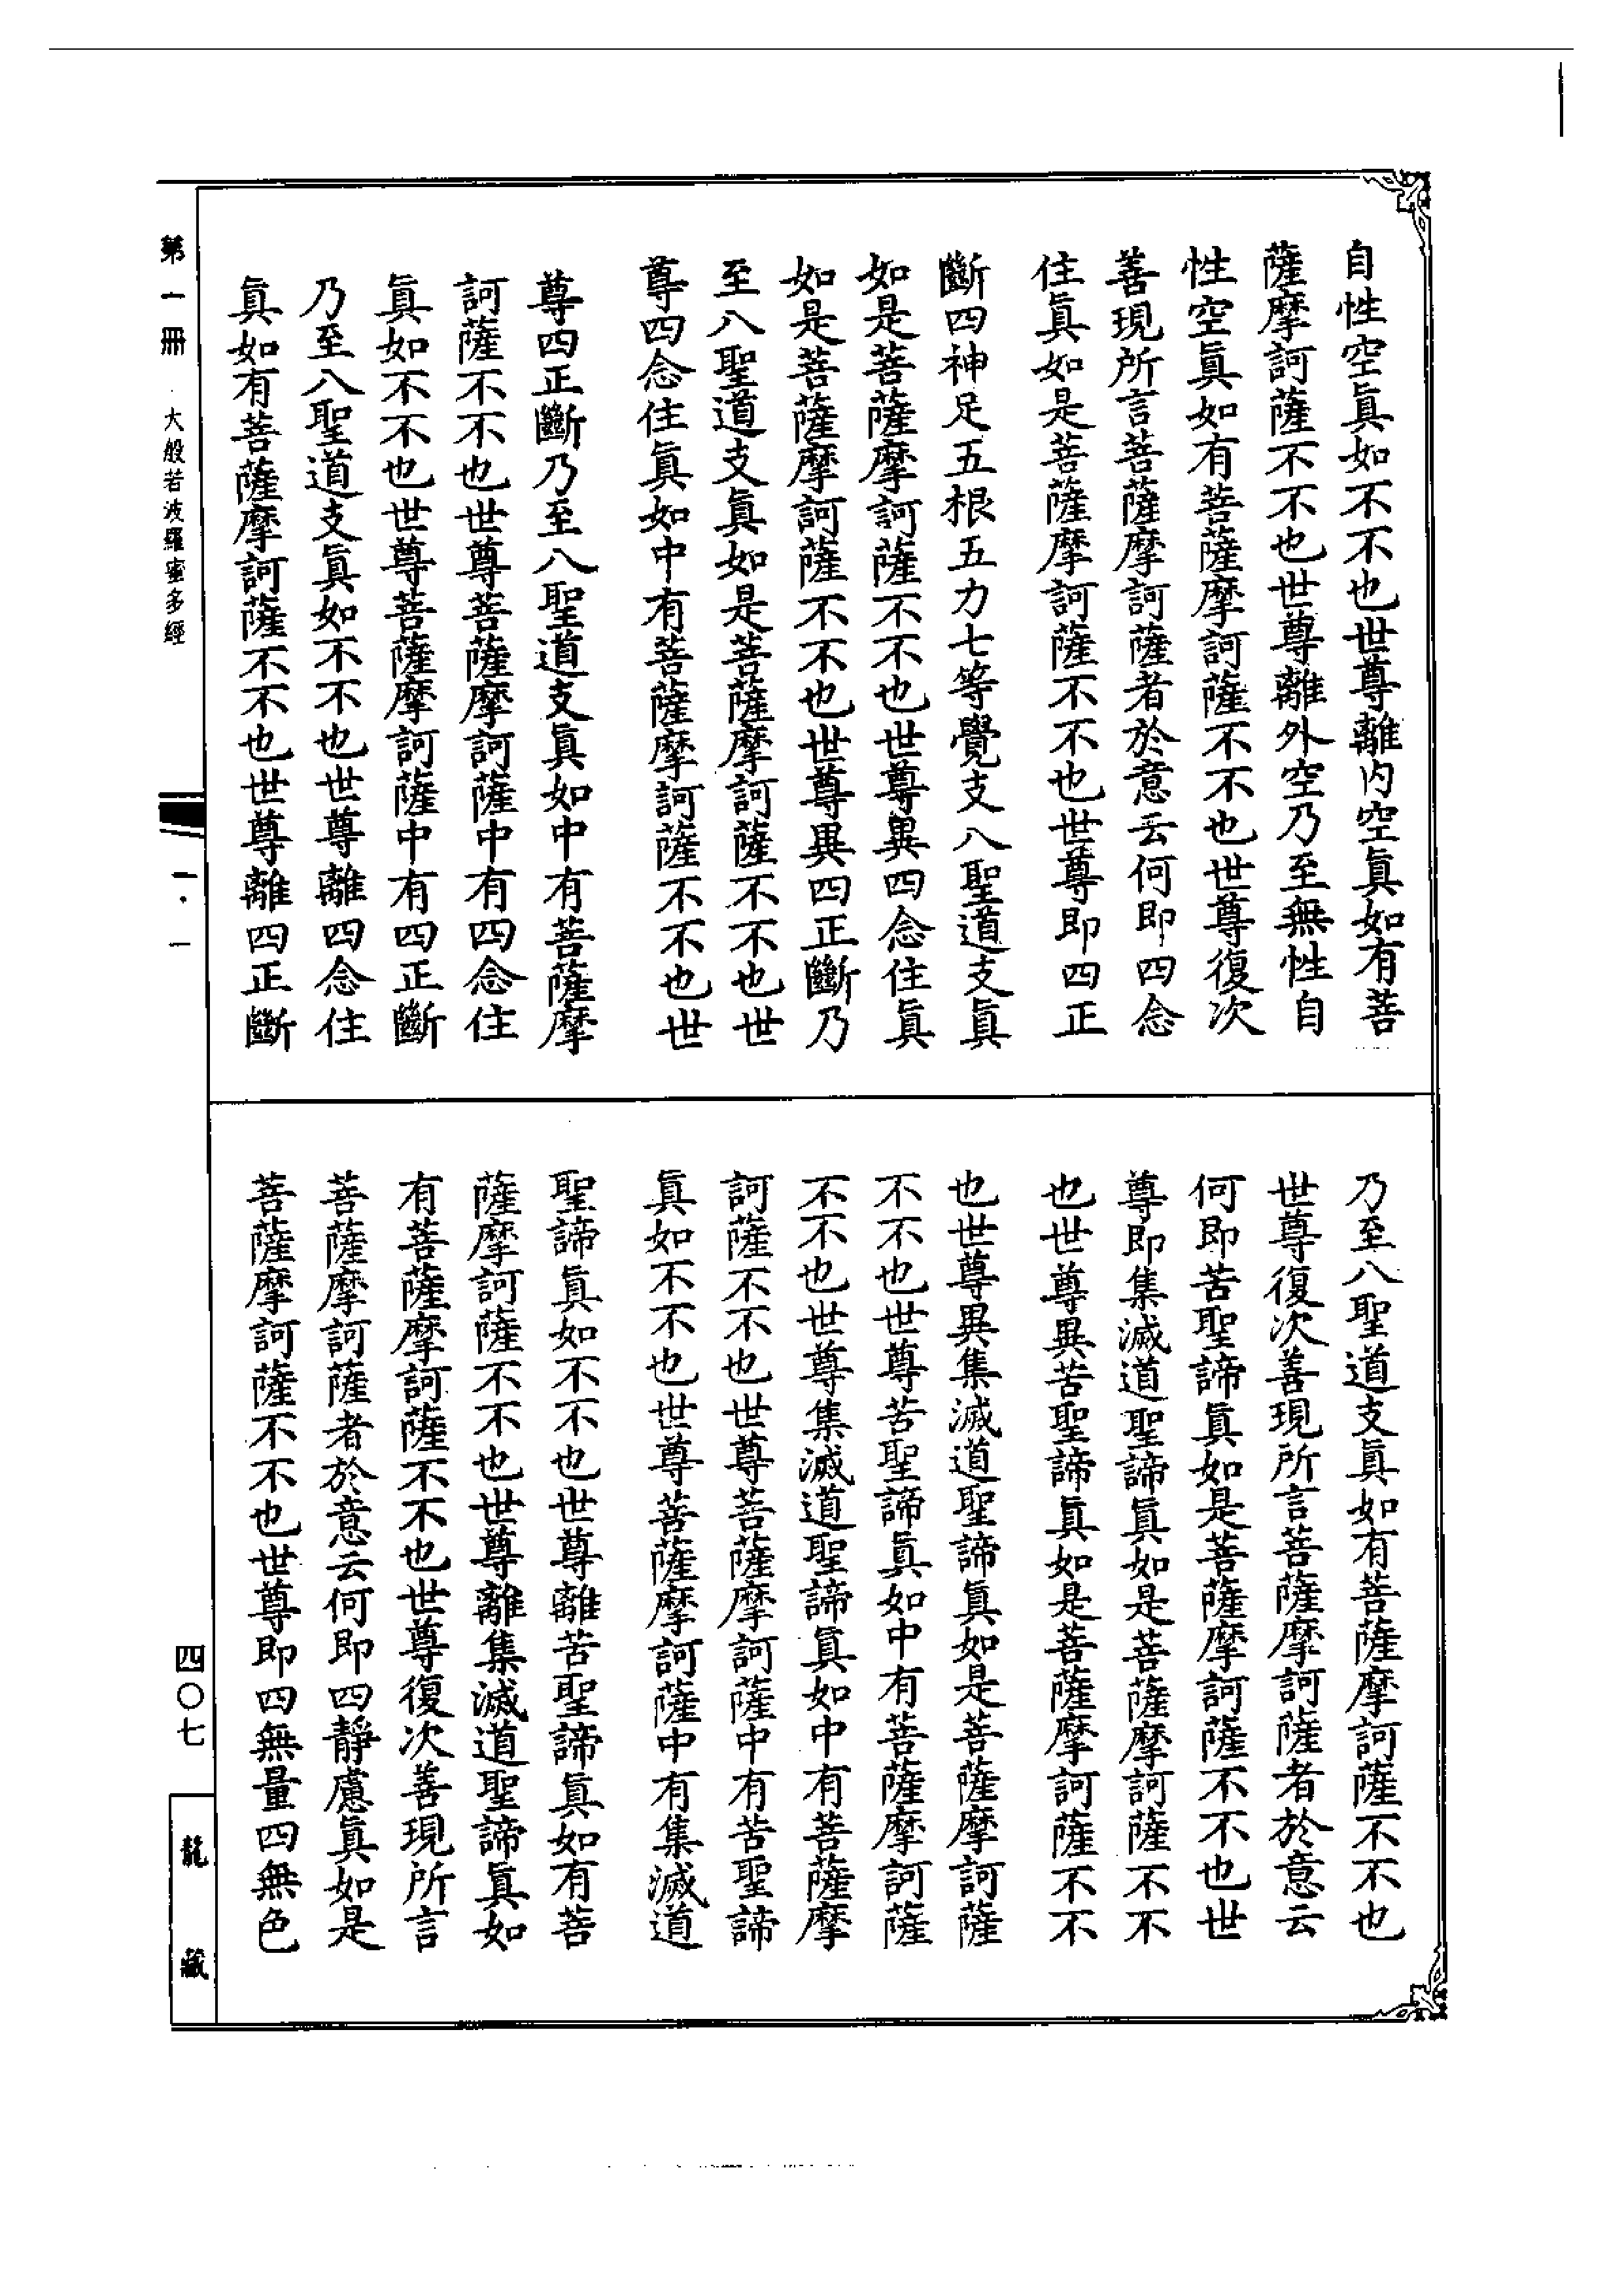 自性空眞如不不也世尊離內空眞如有菩
薩摩訶薩不不也世尊離外空乃至無性自
性空眞如有菩薩摩訶薩不不也世尊復次
善現所言菩薩摩訶薩者於意云何即四念
住眞如是菩薩摩訶薩不不也世尊即四正
斷四神足五根五力七等覺支八聖道支眞
如是菩薩摩訶薩不不也世尊異四念住眞
如是菩薩摩訶薩不不也世尊異四正斷乃
至八聖道支眞如是菩薩摩訶薩不不也世
尊四念住眞如中有菩薩摩訶薩不不也世
尊四正斷乃至八聖道支眞如中有菩薩摩
訶薩不不也世尊菩薩摩訶薩中有四念住
眞如不不也世尊菩薩摩訶薩中有四正斷
乃至八聖道支眞如不不也世尊離四念住
眞如有菩薩摩訶薩不不也世尊離四正斷
乃至八聖道支眞如有菩薩摩訶薩不不也
世尊復次善現所言菩薩摩訶薩者於意云
何即苦聖諦眞如是菩薩摩訶薩不不也世
尊即集滅道聖諦眞如是菩薩摩訶薩不不
也世尊異苦聖諦眞如是菩薩摩訶薩不不
也世尊異集滅道聖諦眞如是菩薩摩訶薩
不不也世尊苦聖諦眞如中有菩薩摩訶薩
不不也世尊集滅道聖諦眞如中有菩薩摩
訶薩不不也世尊菩薩摩訶薩中有苦聖諦
眞如不不也世尊菩薩摩訶薩中有集滅道
聖諦眞如不不也世尊離苦聖諦眞如有菩
薩摩訶薩不不也世尊離集滅道聖諦眞如
有菩薩摩訶薩不不也世尊復次善現所言
菩薩摩訶薩者於意云何即四靜慮眞如是
菩薩摩訶薩不不也世尊即四無量四無色
第一冊 大般若波羅蜜多經 一·一 四〇七 龍藏